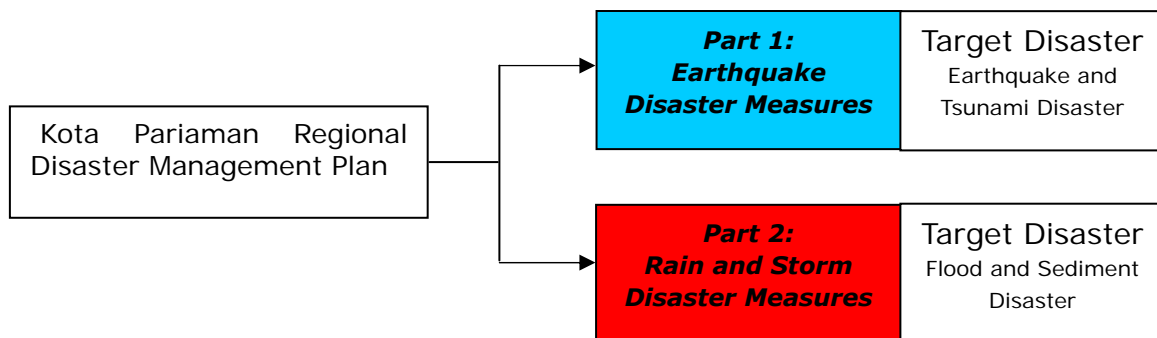 Kota Pariaman Regional
Disaster Management Plan
Part 1:
Earthquake
Disaster Measures
Target Disaster
Earthquake and
Tsunami Disaster
Part 2:
Rain and Storm
Disaster Measures
Target Disaster
Flood and Sediment
Disaster